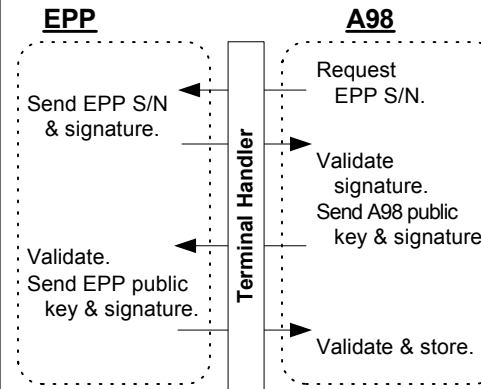 EPP
A98
Request
EPP S/N.
Send EPP S/N
& signature.
Terminal Handler
Validate
signature.
Send A98 public
key & signature
Validate.
Send EPP public
key & signature.
Validate & store.